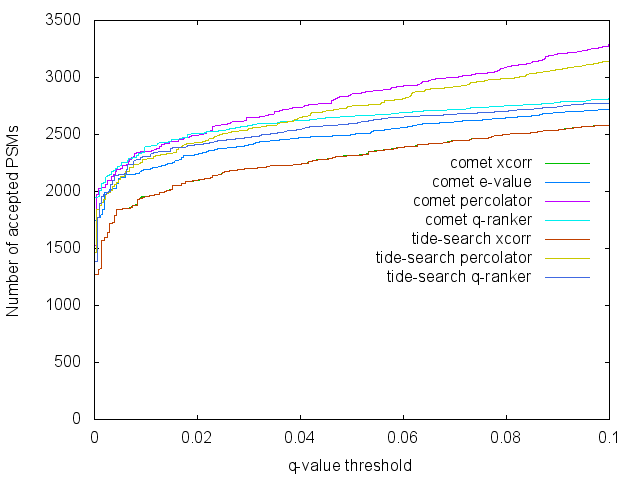 3500
3000
2500
2000
1500
1000
500
0
Number of accepted PSMs
comet xcorr
comet e-value
comet percolator
comet q-ranker
tide-search xcorr
tide-search percolator
tide-search q-ranker
0 0.02 0.04 0.06 0.08 0.1
q-value threshold